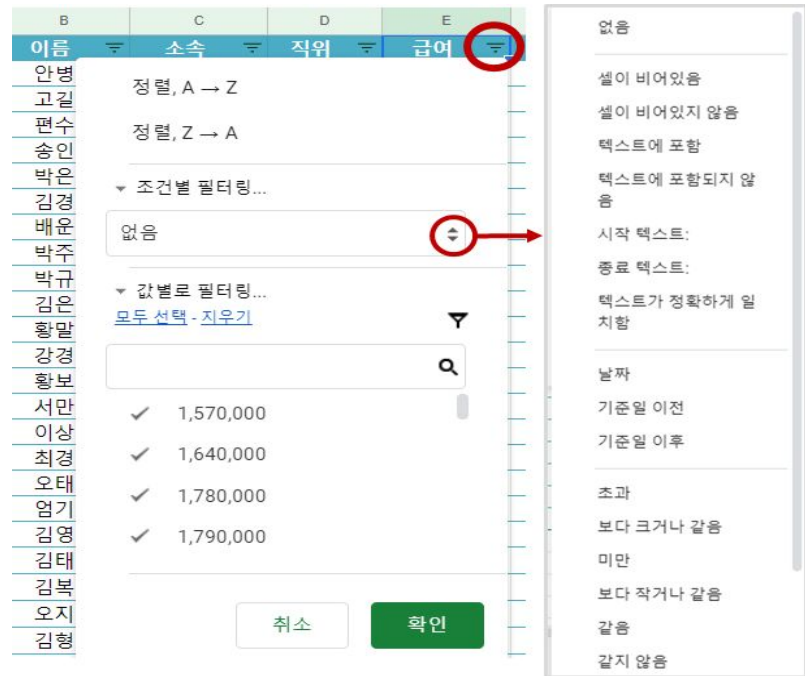 B C D E
이름 소속 직위 급여
안병
고길
편수
송인
박은
김경
배운
박주
박규
김은
황말
강경
황보
서만
이상
최경
오태
엄기
김영
김태
김복
오지
김형
정렬, A → Z
정렬, Z → A
조건별 필터링...
없음
값별로 필터링...
모두 선택 - 지우기
1,570,000
1,640,000
1,780,000
1,790,000
취소 확인
없음
셀이 비어있음
셀이 비어있지 않음
텍스트에 포함
텍스트에 포함되지 않
음
시작 텍스트:
종료 텍스트:
텍스트가 정확하게 일
치함
날짜
기준일 이전
기준일 이후
초과
보다 크거나 같음
미만
보다 작거나 같음
같음
같지 않음